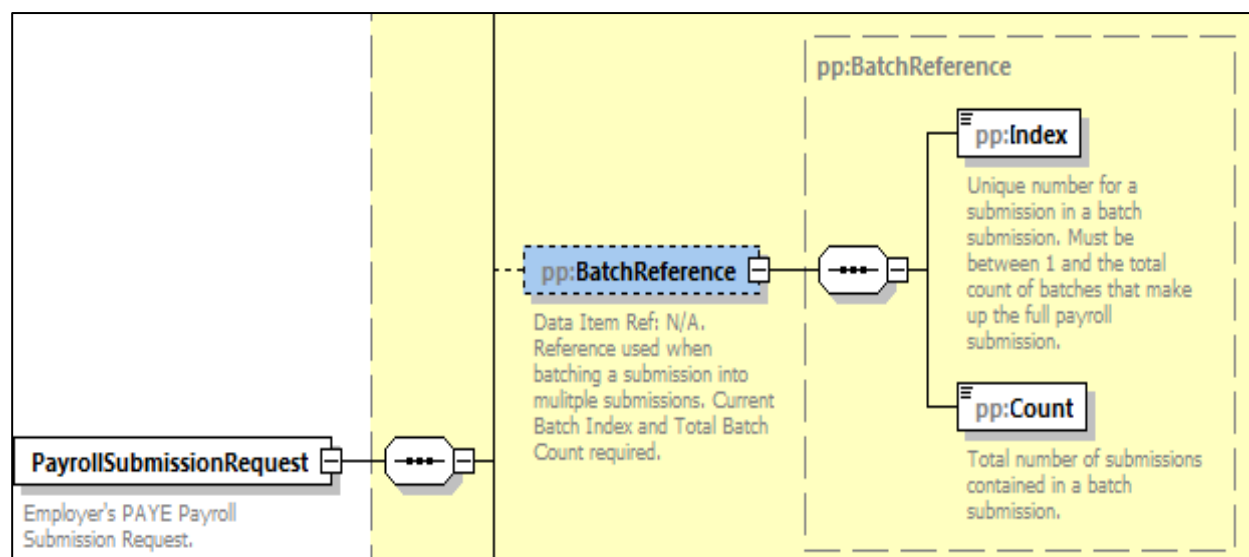 pp:BatchReference
pp:Index
Unique number for a
submission in a batch
submission. Must be
between 1 and the total
count of batches that make
up the full payroll
submission.
pp:BatchReference
Data Item Ref: N/A.
Reference used when
batching a submission into
mulitple submissions. Current
Batch Index and Total Batch
Count required.
pp:Count
Total number of submissions
contained in a batch
submission.
PayrollSubmissionRequest
Employer's PAYE Payroll
Submission Request.